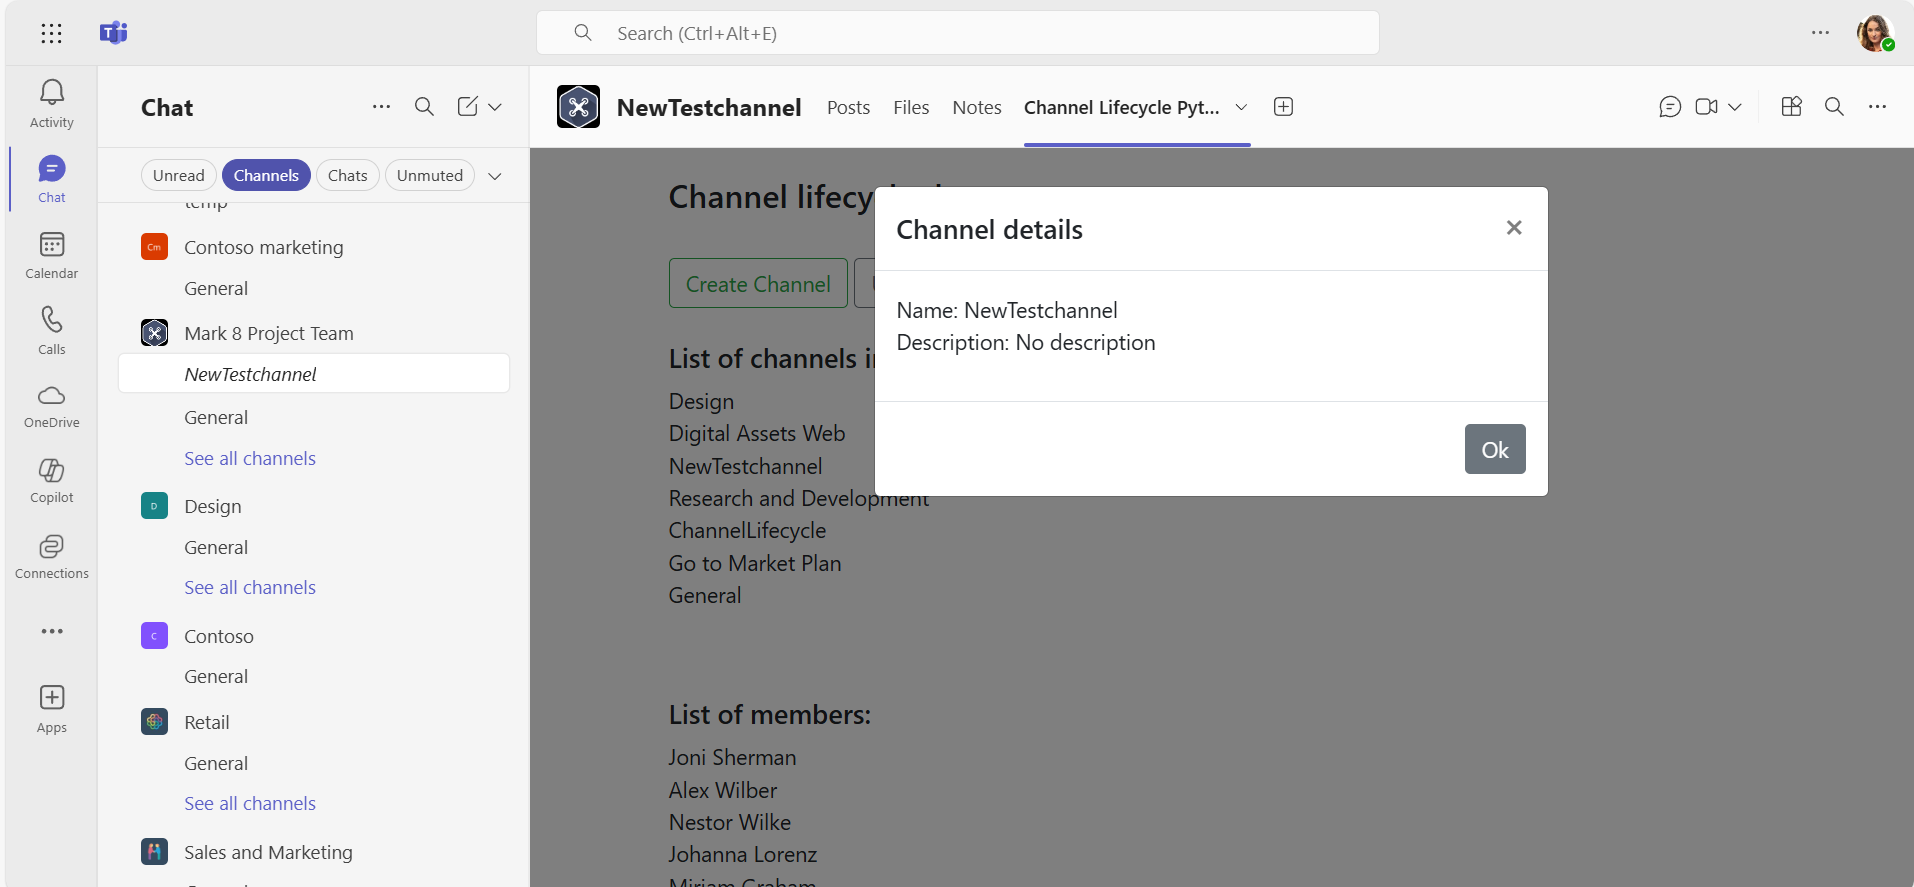 Search (Ctrl+Alt+E)
Activity
Chat
Calendar
Calls
OneDrive
Copilot
Connections
Apps
Chat
Unread
Channels
Chats
Unmuted
temp
Cm
Contoso marketing
General
Mark 8 Project Team
NewTestchannel
General
See all channels
D
Design
General
See all channels
C
Contoso
General
Retail
General
See all channels
Sales and Marketing
NewTestchannel
Posts
Files
Notes
Channel Lifecycle Pyt...
Channel lifecy
Create Channel
List of channels i
Design
Digital Assets Web
NewTestchannel
Research and Development
ChannelLifecycle
Go to Market Plan
General
List of members:
Joni Sherman
Alex Wilber
Nestor Wilke
Johanna Lorenz
Miriam Graham
Channel details
Name: NewTestchannel
Description: No description
Ok